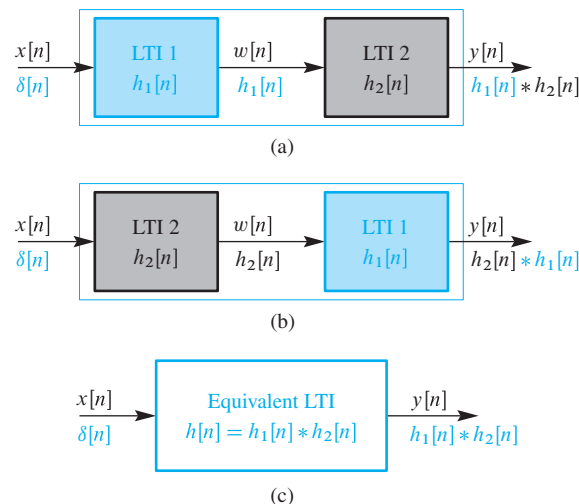 x[n] LTI 1 w[n] LTI 2 y[n]
δ[n] h₁[n] h₁[n] h₂[n] h₁[n] ∗ h₂[n]
(a)
x[n] LTI 2 w[n] LTI 1 y[n]
δ[n] h₂[n] h₂[n] h₁[n] h₂[n] ∗ h₁[n]
(b)
x[n] Equivalent LTI y[n]
δ[n] h[n] = h₁[n] ∗ h₂[n] h₁[n] ∗ h₂[n]
(c)